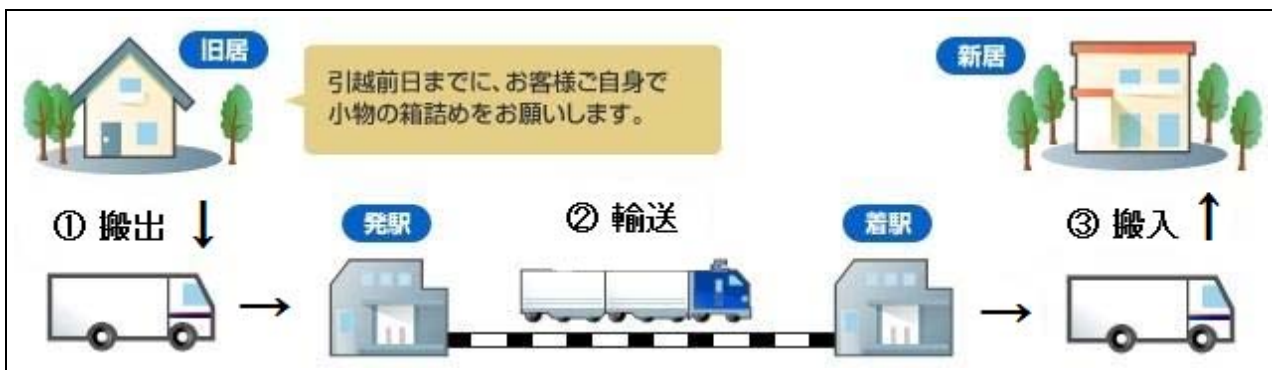 旧居
引越前日までに、お客様ご自身で
小物の箱詰めをお願いします。
新居
① 搬出
発駅
② 輸送
着駅
③ 搬入